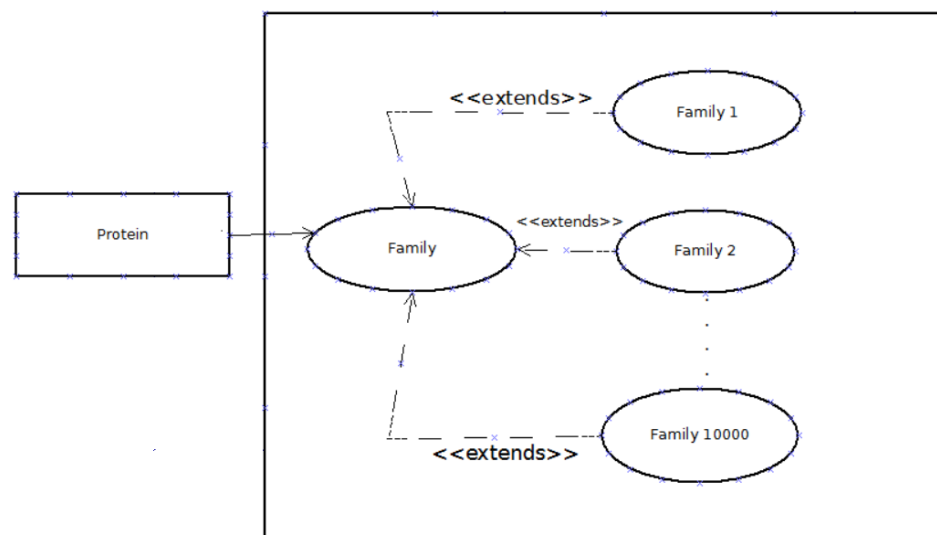 <<extends>>
Family 1
Protein
Family
<<extends>>
Family 2
Family 10000
<<extends>>